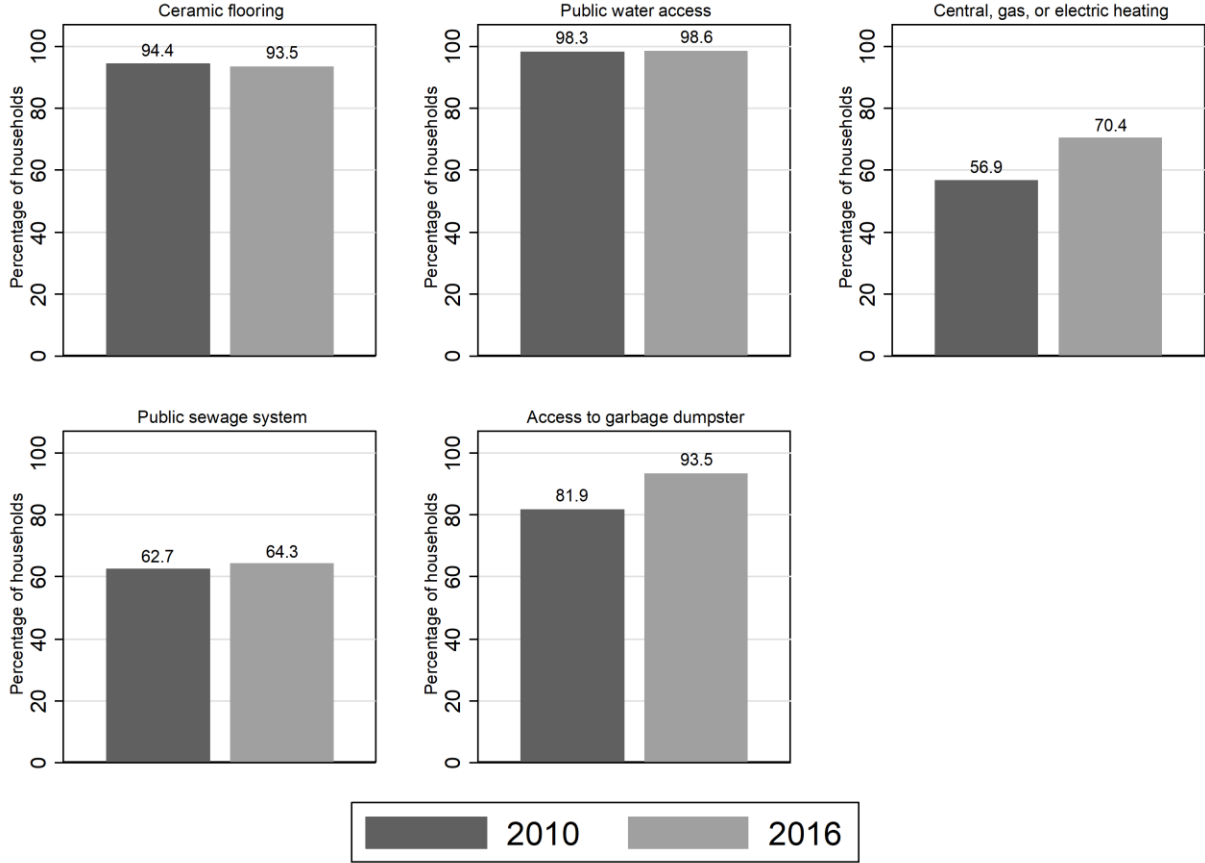 Ceramic flooring
Percentage of households
0 20 40 60 80 100
94.4 93.5
Public water access
Percentage of households
0 20 40 60 80 100
98.3 98.6
Central, gas, or electric heating
Percentage of households
0 20 40 60 80 100
56.9 70.4
Public sewage system
Percentage of households
0 20 40 60 80 100
62.7 64.3
Access to garbage dumpster
Percentage of households
0 20 40 60 80 100
81.9 93.5
2010 2016